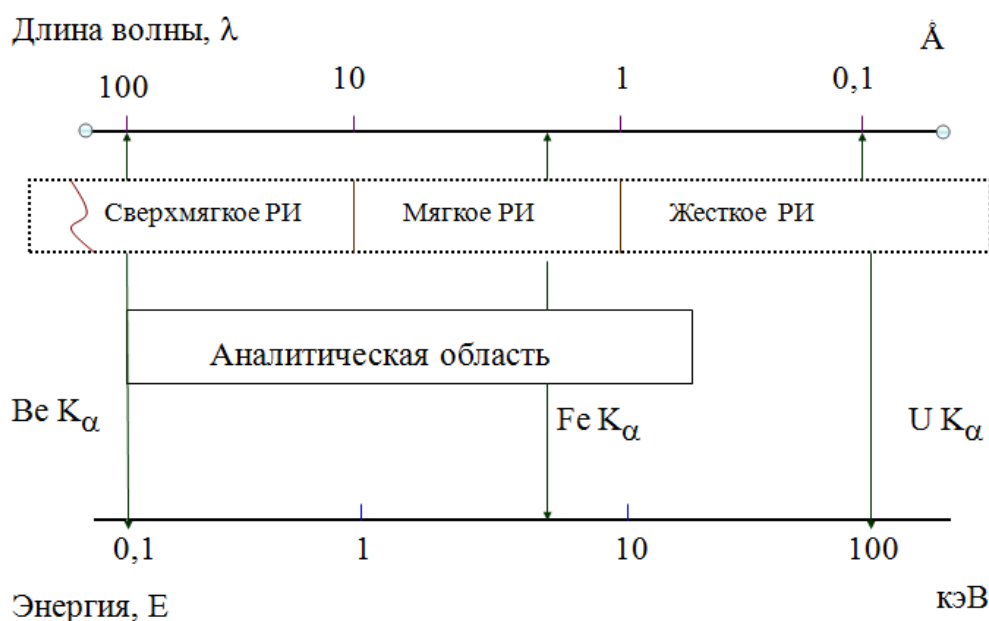 Длина волны, λ
Å
100 10 1 0,1
Сверхмягкое РИ Мягкое РИ Жесткое РИ
Аналитическая область
Be Kα Fe Kα U Kα
0,1 1 10 100
Энергия, E кэВ